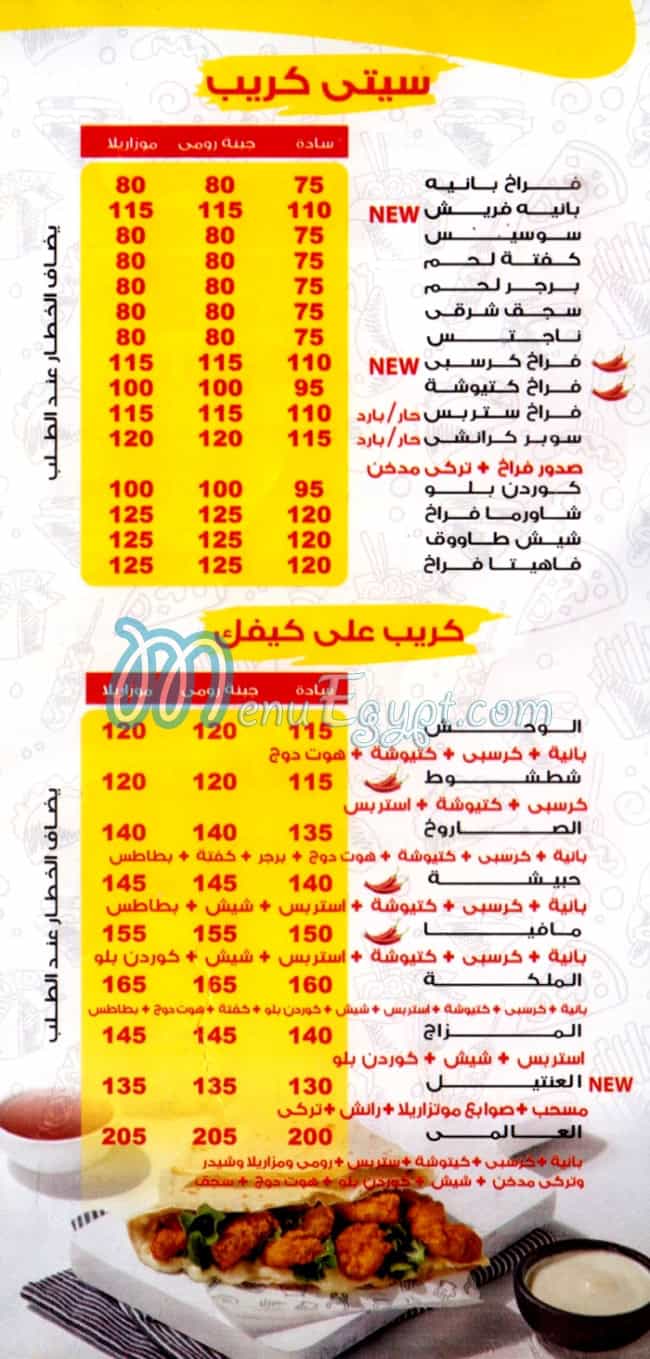 سيتى كريب
سادة جبنة رومى موزاريلا
فراخ بانيه 75 80 80
بانيه فريش NEW 110 115 115
سوسيس 75 80 80
كفتة لحم 75 80 80
برجر لحم 75 80 80
سجق شرقى 75 80 80
ناجتس 75 80 80
فراخ كرسبى NEW 110 115 115
فراخ كتيوشة 95 100 100
فراخ ستربس حار/بارد 110 115 115
سوبر كرانشى حار/بارد 115 120 120
صدور فراخ + تركى مدخن
كوردن بلو 95 100 100
شاورما فراخ 120 125 125
شيش طاووق 120 125 125
فاهيتا فراخ 120 125 125
يضاف الخطار عند الطلب
كريب على كيفك
MenuEgypt.com
سادة جبنة رومى موزاريلا
الوحش 115 120 120
بانية + كرسبى + كتيوشة + هوت دوج
شطشوط 115 120 120
كرسبى + كتيوشة + استربس
الصاروخ 135 140 140
بانية + كرسبى + كتيوشة + هوت دوج + برجر + كفتة + بطاطس
حبيشة 140 145 145
بانية + كرسبى + كتيوشة + استربس + شيش + بطاطس
مافيا 150 155 155
بانية + كرسبى + كتيوشة + استربس + شيش + كوردن بلو
الملكة 160 165 165
بانية + كرسبى + كتيوشة + استربس + شيش + كوردن بلو + كفتة + هوت دوج + بطاطس
المزاج 140 145 145
استربس + شيش + كوردن بلو
NEW العنتيل 130 135 135
مسحب +صوابع موتزاريلا + رانش +تركى
العالمى 200 205 205
بانية +كرسبى + كيتوشة +ستربس +رومى ومزاريلا وشيدر
وتركى مدخن + شيش + كوردن بلو + هوت دوج + سجق
يضاف الخطار عند الطلب